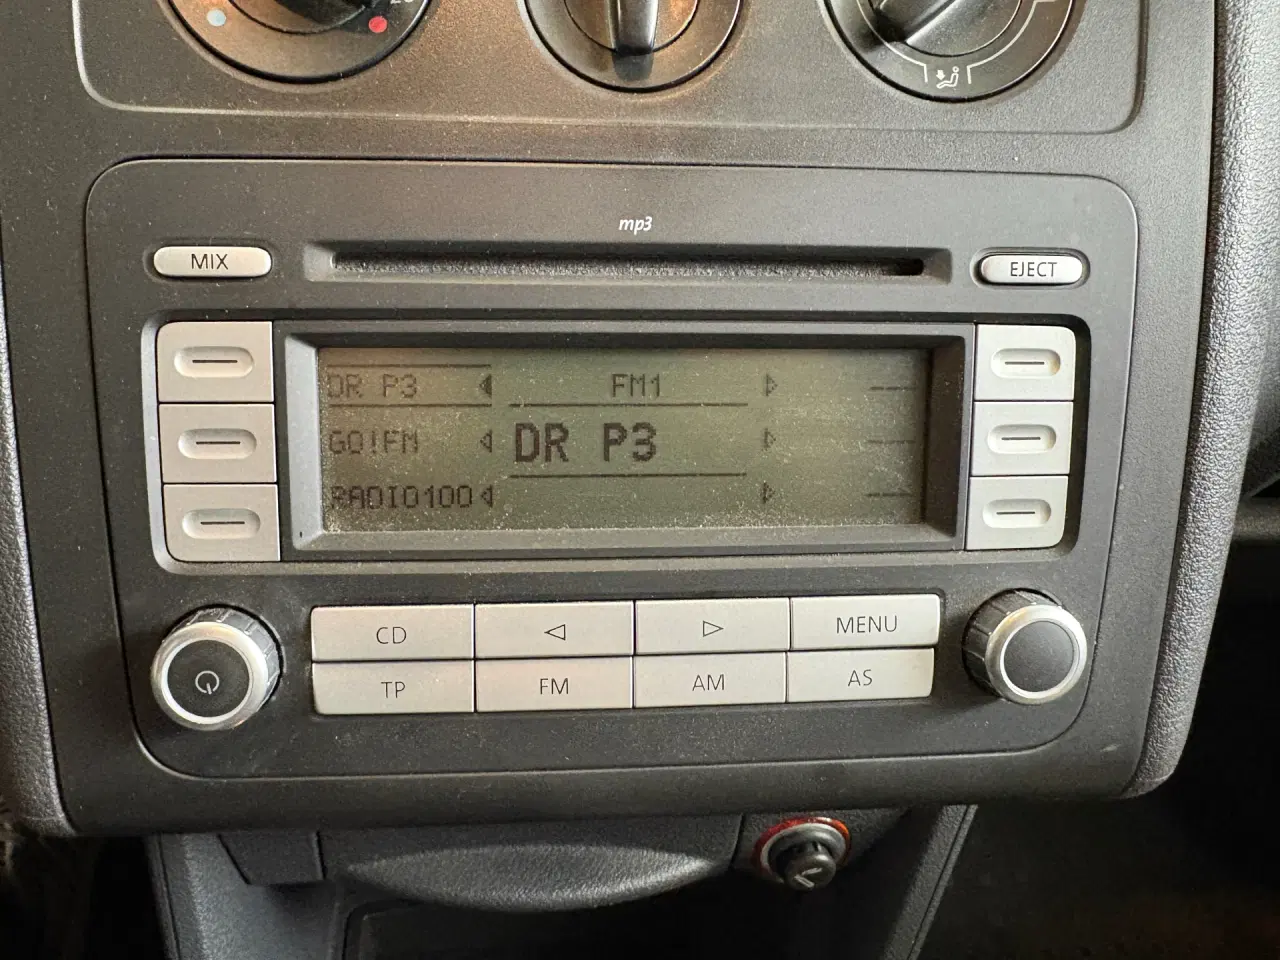 mp3
MIX
EJECT
DR P3
FM1
GO!FM
DR P3
RADIO100
CD
MENU
TP
FM
AM
AS